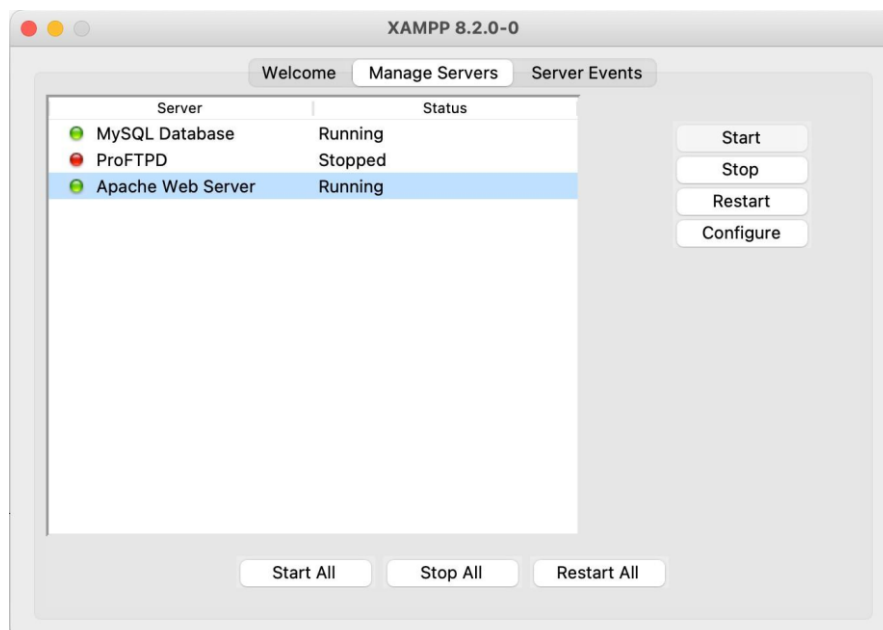 XAMPP 8.2.0-0
Welcome Manage Servers Server Events
Server Status
MySQL Database Running
ProFTPD Stopped
Apache Web Server Running
Start
Stop
Restart
Configure
Start All Stop All Restart All